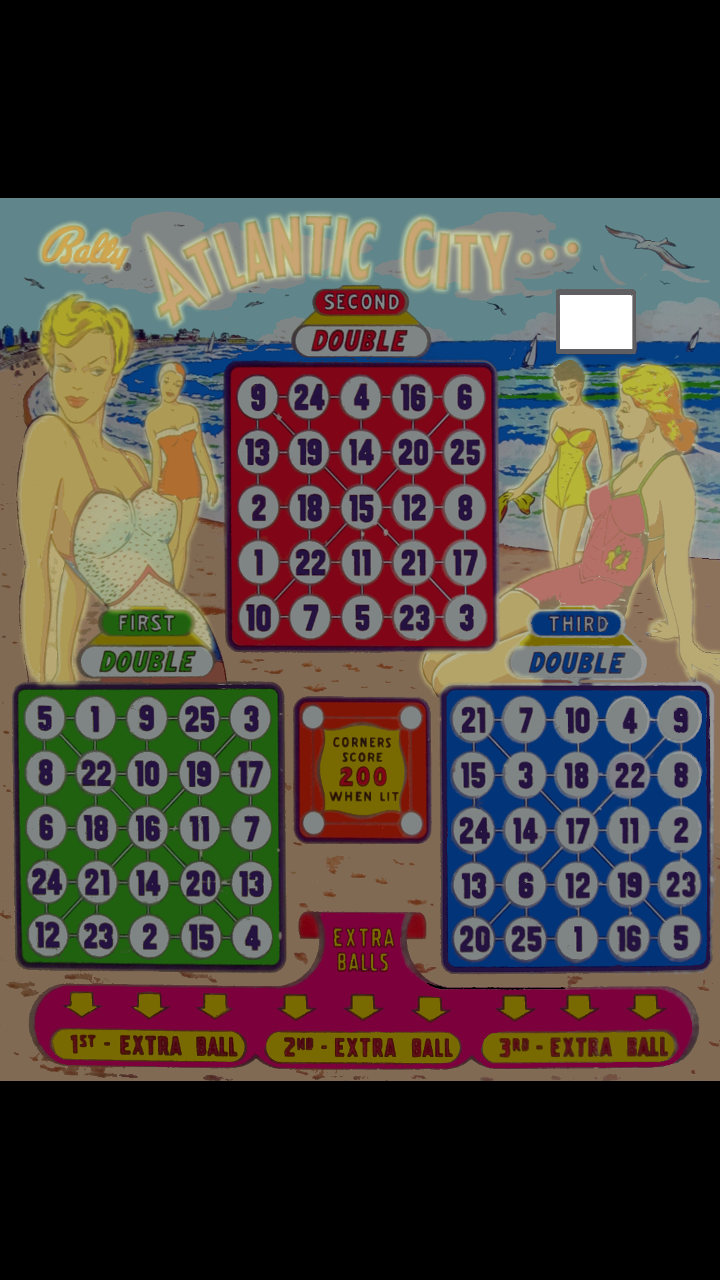 Bally®
ATLANTIC CITY...
SECOND
DOUBLE
9 24 4 16 6
13 19 14 20 25
2 18 15 12 8
1 22 11 21 17
10 7 5 23 3
FIRST
DOUBLE
5 1 9 25 3
8 22 10 19 17
6 18 16 11 7
24 21 14 20 13
12 23 2 15 4
CORNERS
SCORE
200
WHEN LIT
THIRD
DOUBLE
21 7 10 4 9
15 3 18 22 8
24 14 17 11 2
13 6 12 19 23
20 25 1 16 5
EXTRA
BALLS
1ST - EXTRA BALL
2ND - EXTRA BALL
3RD - EXTRA BALL